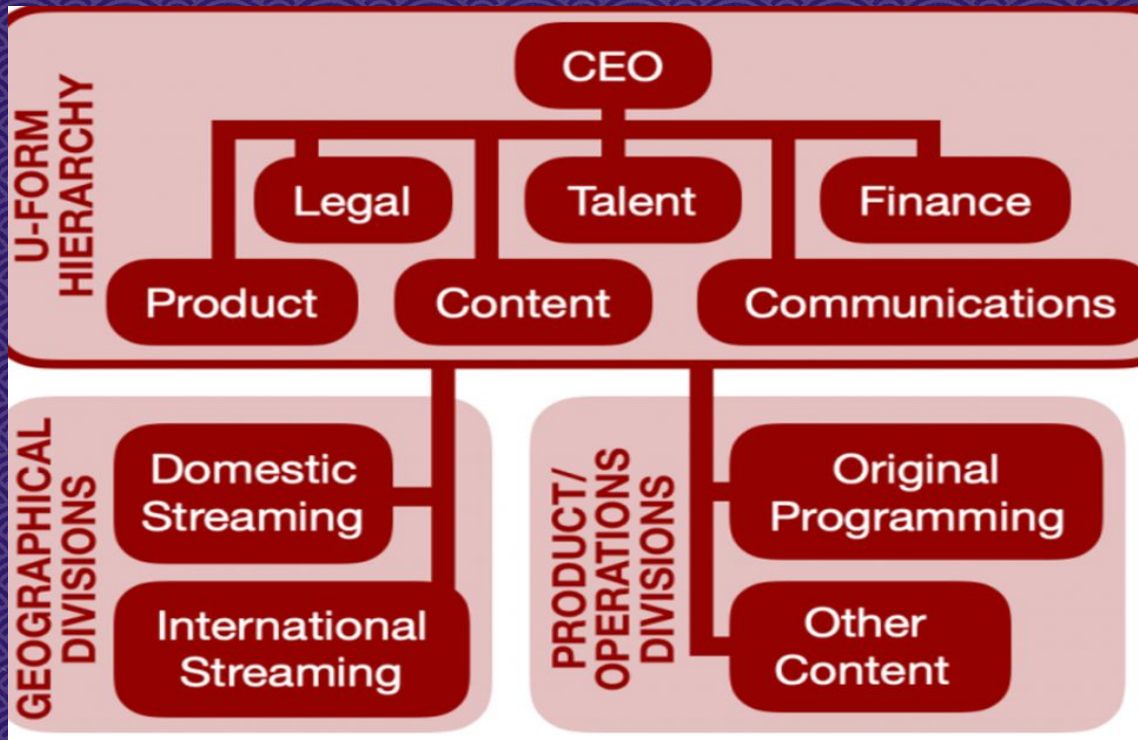 U-FORM
HIERARCHY
CEO
Legal
Talent
Finance
Product
Content
Communications
GEOGRAPHICAL
DIVISIONS
Domestic
Streaming
International
Streaming
PRODUCT/
OPERATIONS
DIVISIONS
Original
Programming
Other
Content